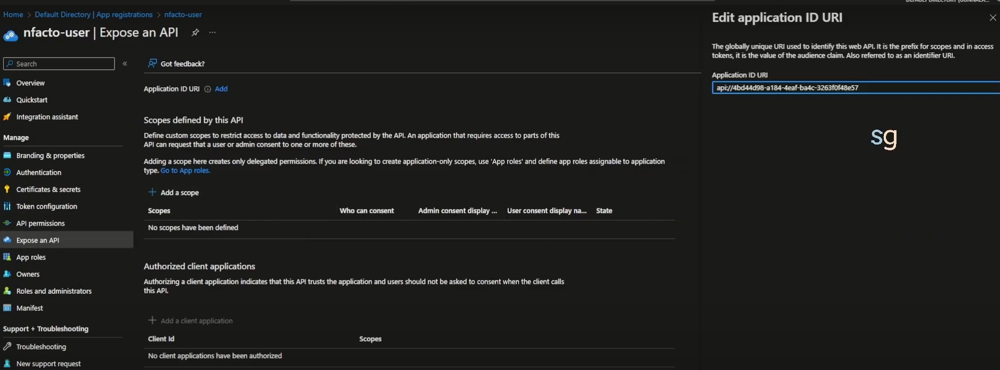 DEFAULT DIRECTORY
Home > Default Directory | App registrations > nfacto-user
nfacto-user | Expose an API
Search
«
Overview
Quickstart
Integration assistant
Manage
Branding & properties
Authentication
Certificates & secrets
Token configuration
API permissions
Expose an API
App roles
Owners
Roles and administrators
Manifest
Support + Troubleshooting
Troubleshooting
New support request
Got feedback?
Application ID URI Add
Scopes defined by this API
Define custom scopes to restrict access to data and functionality protected by the API. An application that requires access to parts of this
API can request that a user or admin consent to one or more of these.
Adding a scope here creates only delegated permissions. If you are looking to create application-only scopes, use 'App roles' and define app roles assignable to application
type. Go to App roles.
+ Add a scope
Scopes Who can consent Admin consent display ... User consent display na... State
No scopes have been defined
Authorized client applications
Authorizing a client application indicates that this API trusts the application and users should not be asked to consent when the client calls
this API.
+ Add a client application
Client Id Scopes
No client applications have been authorized
Edit application ID URI
The globally unique URI used to identify this web API. It is the prefix for scopes and in access
tokens, it is the value of the audience claim. Also referred to as an identifier URI.
Application ID URI
api://4bd44d98-a184-4eaf-ba4c-3263f0f48e57
sg